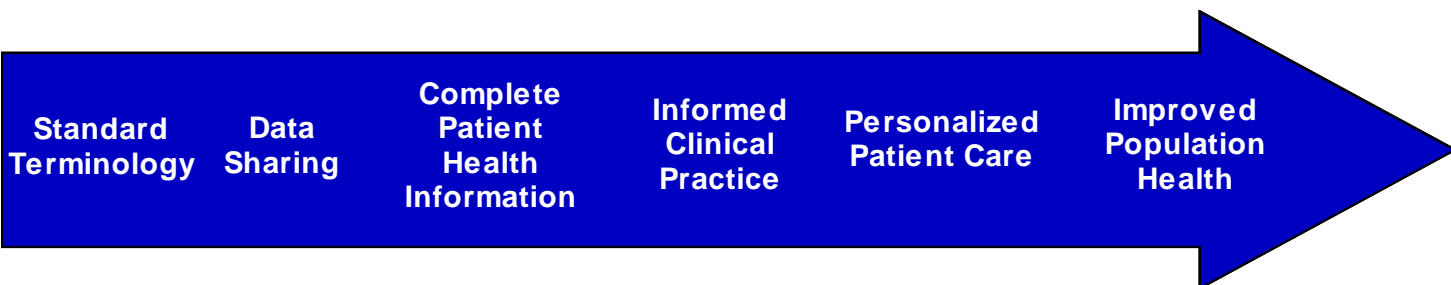 Standard
Terminology
Data
Sharing
Complete
Patient
Health
Information
Informed
Clinical
Practice
Personalized
Patient Care
Improved
Population
Health